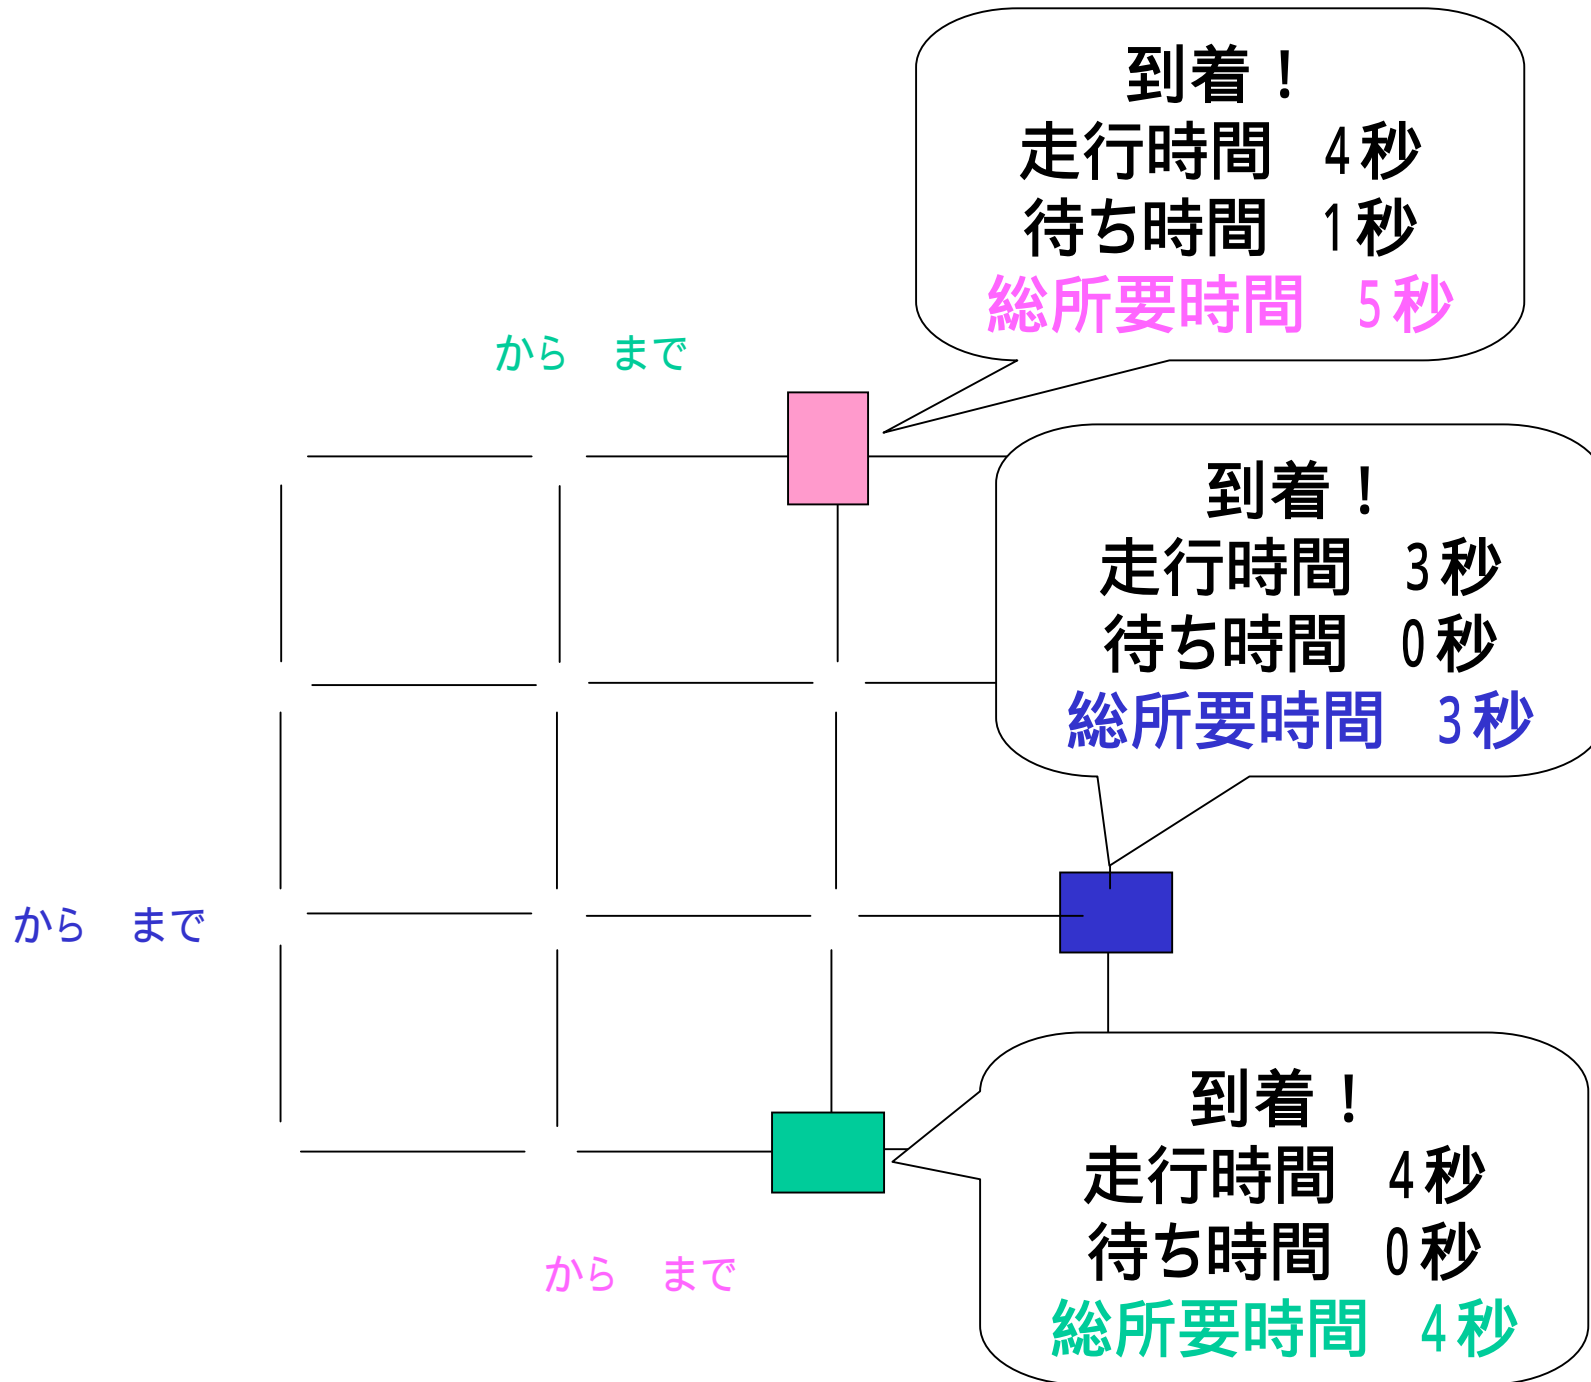 到着！
走行時間　4秒
待ち時間　1秒
総所要時間　5秒
から　まで
到着！
走行時間　3秒
待ち時間　0秒
総所要時間　3秒
から　まで
到着！
走行時間　4秒
待ち時間　0秒
総所要時間　4秒
から　まで